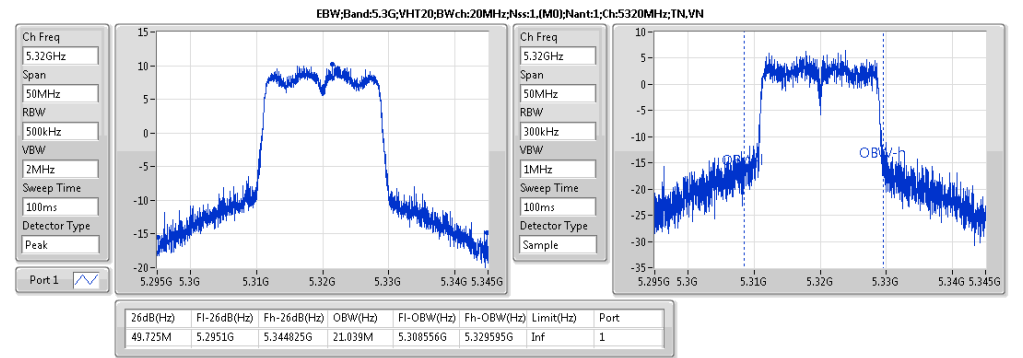 EBW;Band:5.3G;VHT20;BWch:20MHz;Nss:1,(M0);Nant:1;Ch:5320MHz;TN,VN
Ch Freq
5.32GHz
Span
50MHz
RBW
500kHz
VBW
2MHz
Sweep Time
100ms
Detector Type
Peak
Port 1
15
10
5
0
-5
-10
-15
-20
5.295G 5.3G 5.31G 5.32G 5.33G 5.34G 5.345G
Ch Freq
5.32GHz
Span
50MHz
RBW
300kHz
VBW
1MHz
Sweep Time
100ms
Detector Type
Sample
10
5
0
-5
-10
-15
-20
-25
-30
-35
OBW-h
5.295G 5.3G 5.31G 5.32G 5.33G 5.34G 5.345G
26dB(Hz) Fl-26dB(Hz) Fh-26dB(Hz) OBW(Hz) Fl-OBW(Hz) Fh-OBW(Hz) Limit(Hz) Port
49.725M 5.2951G 5.344825G 21.039M 5.308556G 5.329595G Inf 1